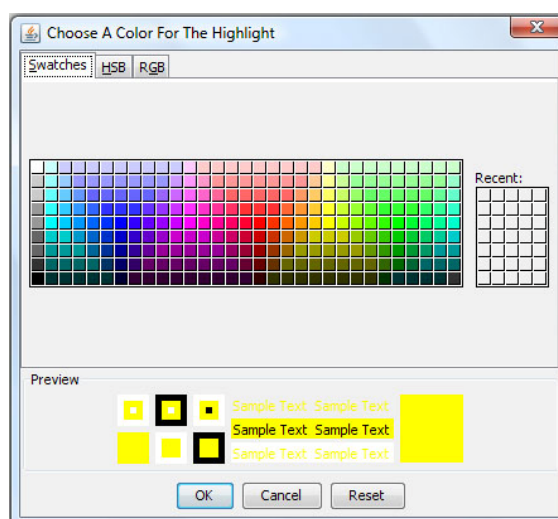 Choose A Color For The Highlight
Swatches HSB RGB
Recent:
Preview
Sample Text Sample Text
Sample Text Sample Text
Sample Text Sample Text
OK Cancel Reset